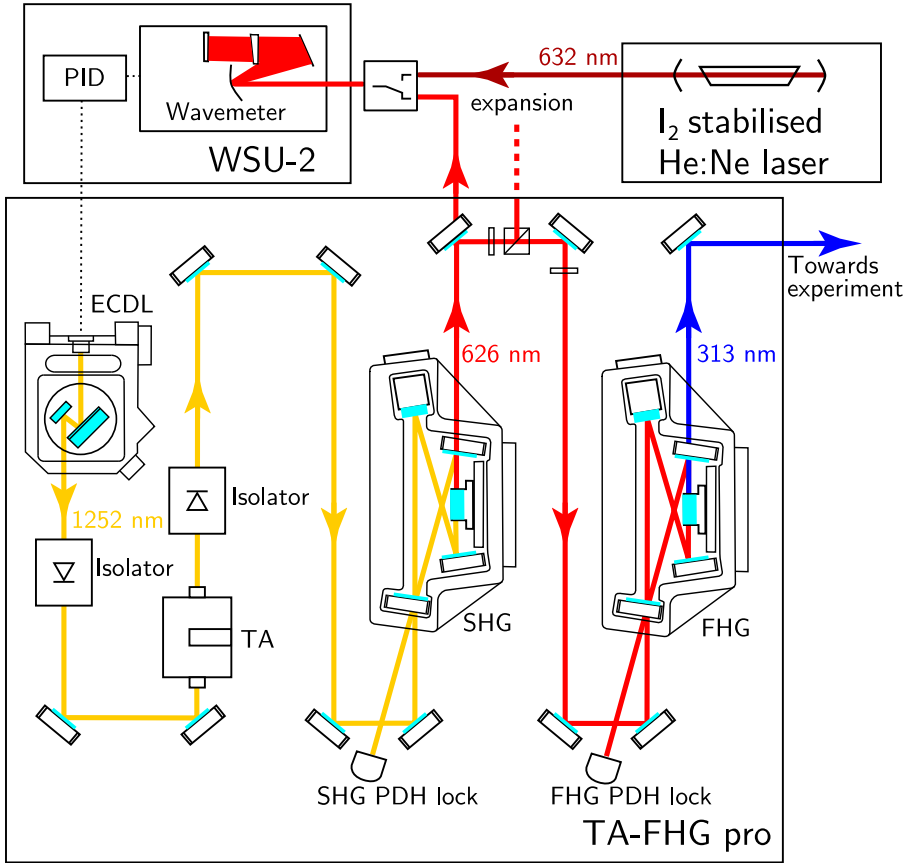 632 nm
PID
Wavemeter
expansion
WSU-2
I₂ stabilised
He:Ne laser
ECDL
Towards
experiment
626 nm
313 nm
1252 nm
Isolator
Isolator
TA
SHG
FHG
SHG PDH lock
FHG PDH lock
TA-FHG pro